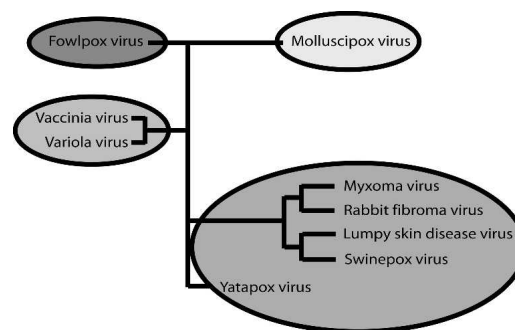 Fowlpox virus
Molluscipox virus
Vaccinia virus
Variola virus
Myxoma virus
Rabbit fibroma virus
Lumpy skin disease virus
Swinepox virus
Yatapox virus